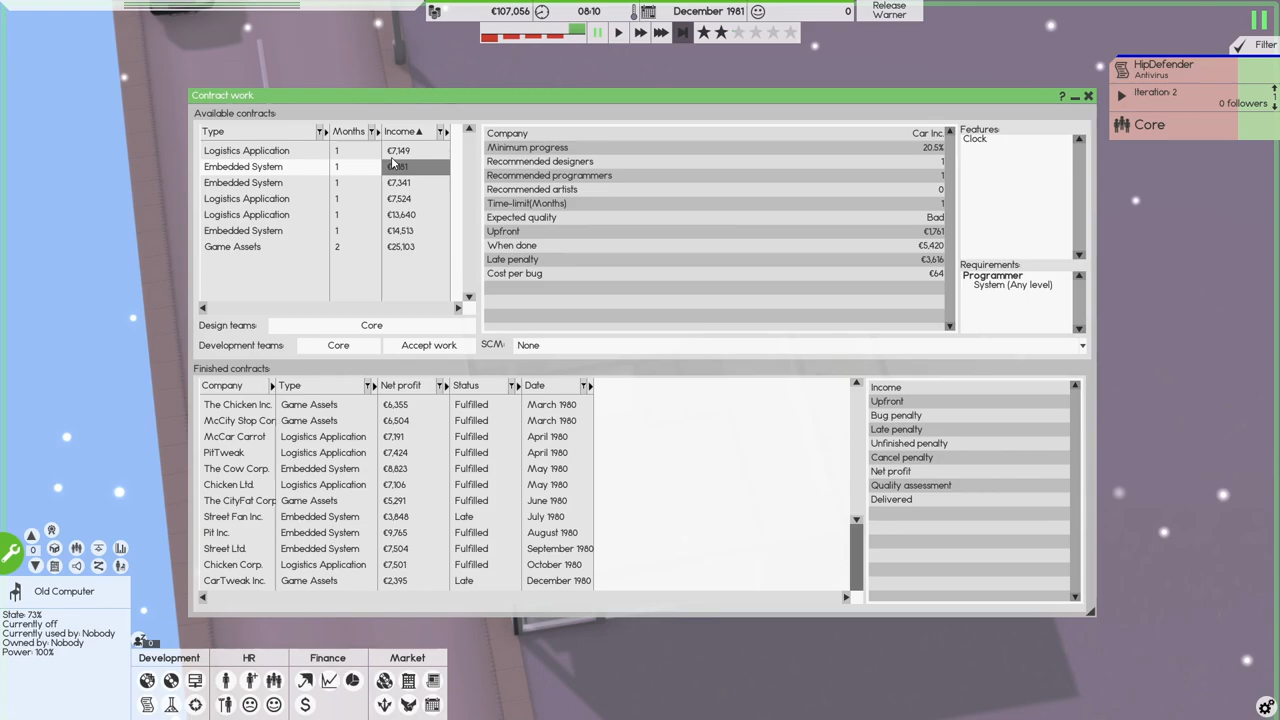 €107,056 08:10 December 1981 0
Release Warner
Filter
HipDefender
Antivirus
Iteration: 2
1
0 followers
Core
Contract work ?
Available contracts:
Type Months Income
Logistics Application 1 €7,149
Embedded System 1
Embedded System 1 €7,341
Logistics Application 1 €7,524
Logistics Application 1 €13,640
Embedded System 1 €14,513
Game Assets 2 €25,103
Company Car Inc.
Minimum progress 20.5%
Recommended designers 1
Recommended programmers 1
Recommended artists 0
Time-limit(Months) 1
Expected quality Bad
Upfront €1,761
When done €5,420
Late penalty €3,616
Cost per bug €64
Features:
Clock
Requirements:
Programmer
System (Any level)
Design teams: Core
Development teams: Core Accept work SCM: None
Finished contracts:
Company Type Net profit Status Date
The Chicken Inc. Game Assets €6,355 Fulfilled March 1980
McCity Stop Cor Game Assets €6,504 Fulfilled March 1980
McCar Carrot Logistics Application €7,191 Fulfilled April 1980
PitTweak Logistics Application €7,424 Fulfilled April 1980
The Cow Corp. Embedded System €8,823 Fulfilled May 1980
Chicken Ltd. Logistics Application €7,106 Fulfilled May 1980
The CityFat Corp Game Assets €5,291 Fulfilled June 1980
Street Fan Inc. Embedded System €3,848 Late July 1980
Pit Inc. Embedded System €9,765 Fulfilled August 1980
Street Ltd. Embedded System €7,504 Fulfilled September 1980
Chicken Corp. Logistics Application €7,501 Fulfilled October 1980
CarTweak Inc. Game Assets €2,395 Late December 1980
Income
Upfront
Bug penalty
Late penalty
Unfinished penalty
Cancel penalty
Net profit
Quality assessment
Delivered
0
Old Computer
State: 73%
Currently off
Currently used by: Nobody
Owned by: Nobody
Power: 100%
0
Development HR Finance Market
$